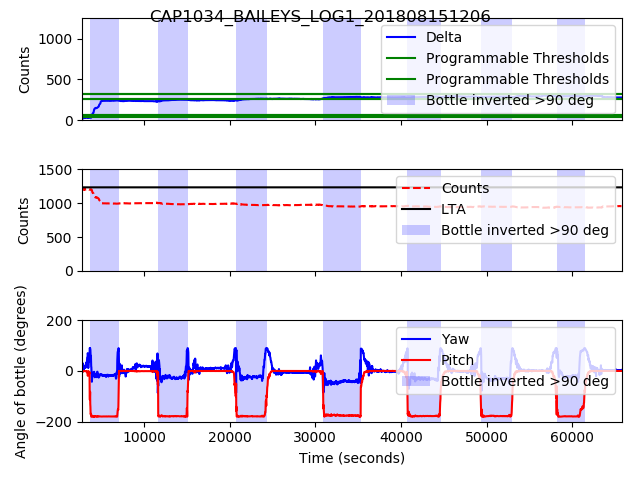 CAP1034_BAILEYS_LOG1_201808151206
Counts
1000
500
0
Delta
Programmable Thresholds
Programmable Thresholds
Bottle inverted >90 deg
Counts
1500
1000
500
0
Counts
LTA
Bottle inverted >90 deg
Angle of bottle (degrees)
200
0
−200
Yaw
Pitch
Bottle inverted >90 deg
10000 20000 30000 40000 50000 60000
Time (seconds)